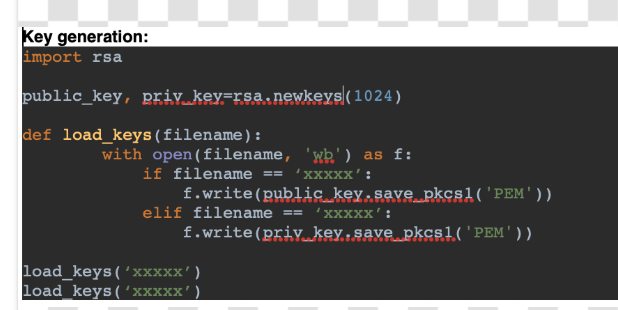 Key generation:
import rsa
public_key, priv_key=rsa.newkeys(1024)
def load_keys(filename):
with open(filename, 'wb') as f:
if filename == ‘xxxxx’:
f.write(public_key.save_pkcs1('PEM'))
elif filename == ‘xxxxx’:
f.write(priv_key.save_pkcs1('PEM'))
load_keys(‘xxxxx’)
load_keys(‘xxxxx’)